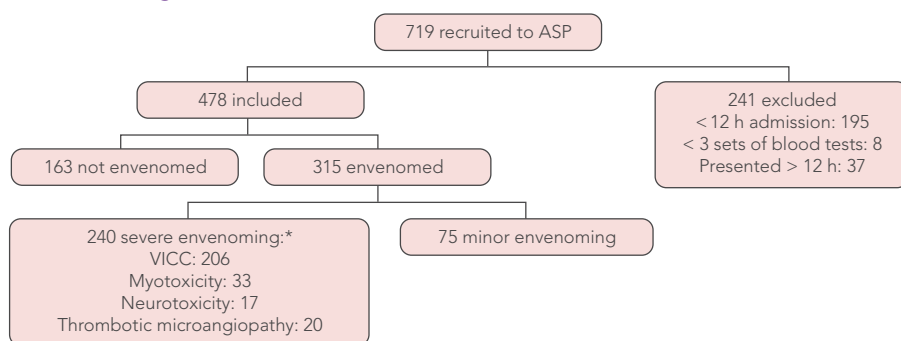 719 recruited to ASP
478 included
241 excluded
< 12 h admission: 195
< 3 sets of blood tests: 8
Presented > 12 h: 37
163 not envenomed
315 envenomed
240 severe envenoming:*
VICC: 206
Myotoxicity: 33
Neurotoxicity: 17
Thrombotic microangiopathy: 20
75 minor envenoming